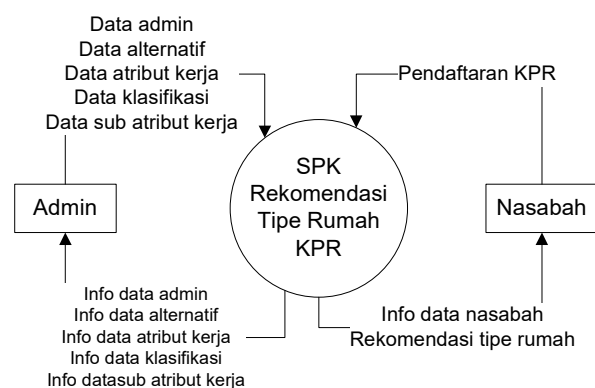 Data admin
Data alternatif
Data atribut kerja
Data klasifikasi
Data sub atribut kerja
Pendaftaran KPR
SPK
Rekomendasi
Tipe Rumah
KPR
Admin
Nasabah
Info data admin
Info data alternatif
Info data atribut kerja
Info data klasifikasi
Info datasub atribut kerja
Info data nasabah
Rekomendasi tipe rumah